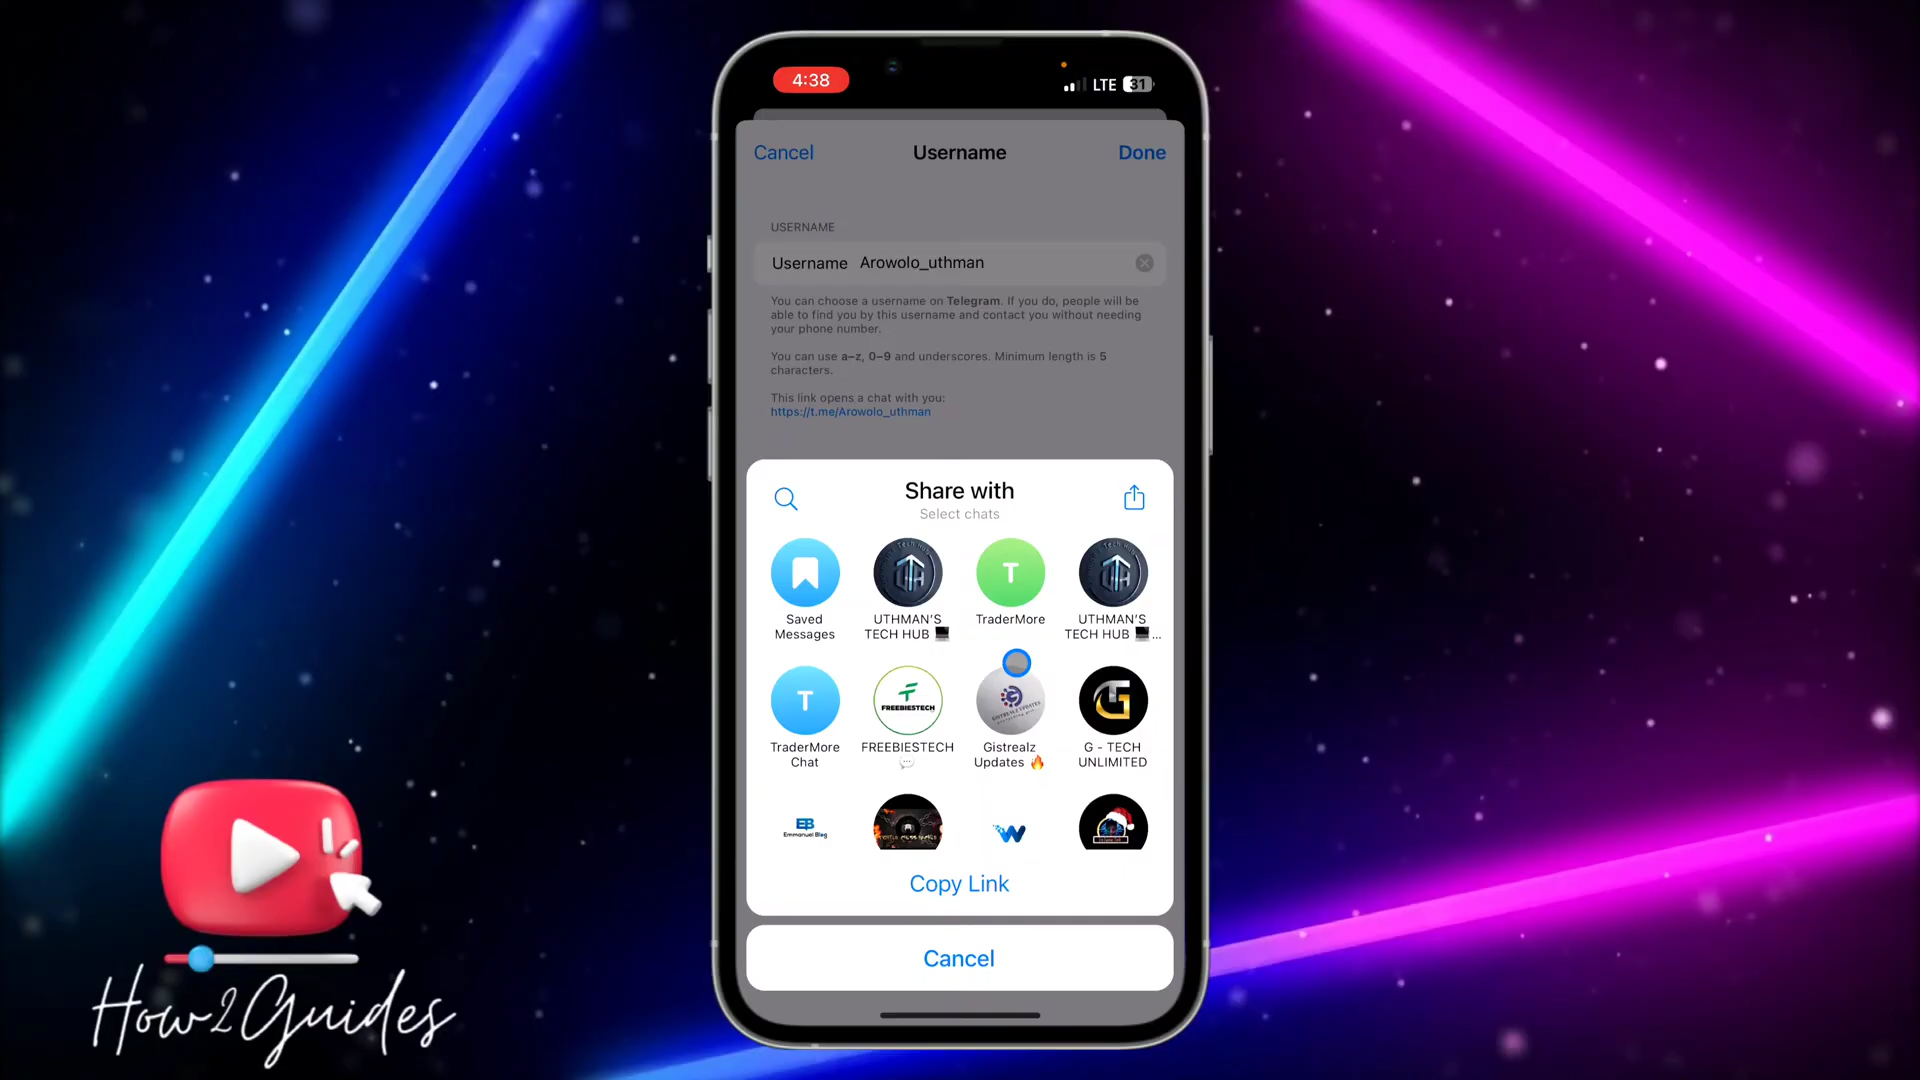 4:38
LTE 31
Cancel Username Done
USERNAME
Username Arowolo_uthman
You can choose a username on Telegram. If you do, people will be
able to find you by this username and contact you without needing
your phone number.
You can use a–z, 0–9 and underscores. Minimum length is 5
characters.
This link opens a chat with you:
https://t.me/Arowolo_uthman
Share with
Select chats
T
Saved
Messages
UTHMAN'S
TECH HUB 💻
TraderMore
UTHMAN'S
TECH HUB 💻...
T
FREEBIESTECH
G
TraderMore
Chat
FREEBIESTECH
💬
Gistrealz
Updates 🔥
G - TECH
UNLIMITED
EB
Emmanuel Blog
W
Copy Link
Cancel
How2Guides